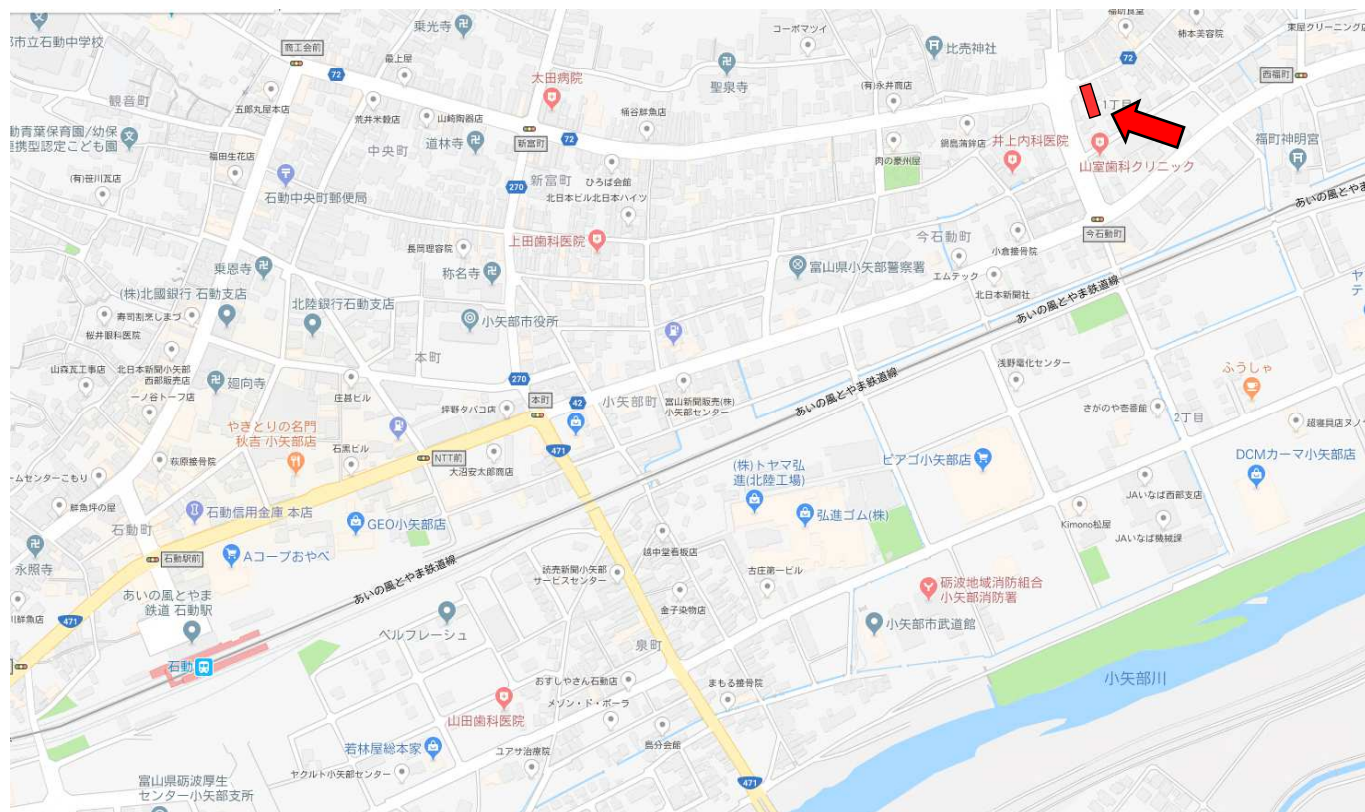 市立石動中学校
商工会前
乗光寺
コーポマツイ
比売神社
72
柿本美容院
東屋クリーニング店
西福町
最上屋
72
太田病院
聖泉寺
(有)永井商店
1丁目
観音町
五郎丸屋本店
荒井米穀店
山崎陶器店
桶谷鮮魚店
動青葉保育園/幼保
連携型認定こども園
中央町
道林寺
新富町
72
鍋島蒲鉾店
井上内科医院
福町神明宮
福田生花店
肉の豪州屋
山室歯科クリニック
(有)笹川瓦店
石動中央町郵便局
270
新富町
ひろば会館
北日本ビル北日本ハイツ
あいの風とやま
長岡理容院
上田歯科医院
今石動町
今石動町
小倉接骨院
乗恩寺
称名寺
富山県小矢部警察署
エムテック
北日本新聞社
(株)北國銀行 石動支店
北陸銀行石動支店
あいの風とやま鉄道線
寿司割烹しまづ
小矢部市役所
桜井眼科医院
本町
山森瓦工事店
北日本新聞小矢部
西部販売店
廻向寺
270
浅野電化センター
ふうしゃ
一ノ谷トーフ店
庄甚ビル
坪野タバコ店
本町
42
小矢部町
富山新聞販売(株)
小矢部センター
あいの風とやま鉄道線
さがのや壱番館
2丁目
超寝具店ヌノヤ
やきとりの名門
秋吉 小矢部店
石黒ビル
NTT前
471
萩原接骨院
大沼安太郎商店
(株)トヤマ弘
進(北陸工場)
ピアゴ小矢部店
DCMカーマ小矢部店
ームセンターこもり
JAいなば西部支店
鮮魚坪の屋
石動信用金庫 本店
GEO小矢部店
弘進ゴム(株)
Kimono松屋
石動町
JAいなば機械課
石動駅前
Aコープおやべ
越中堂看板店
永照寺
あいの風とやま鉄道線
読売新聞小矢部
サービスセンター
古庄第一ビル
砺波地域消防組合
小矢部消防署
あいの風とやま
鉄道 石動駅
川鮮魚店
471
金子染物店
小矢部市武道館
ベルフレーシュ
泉町
石動
おすしやさん石動店
まもる接骨院
小矢部川
メゾン・ド・ポーラ
山田歯科医院
若林屋総本家
ユアサ治療院
島分会館
ヤクルト小矢部センター
富山県砺波厚生
センター小矢部支所
471